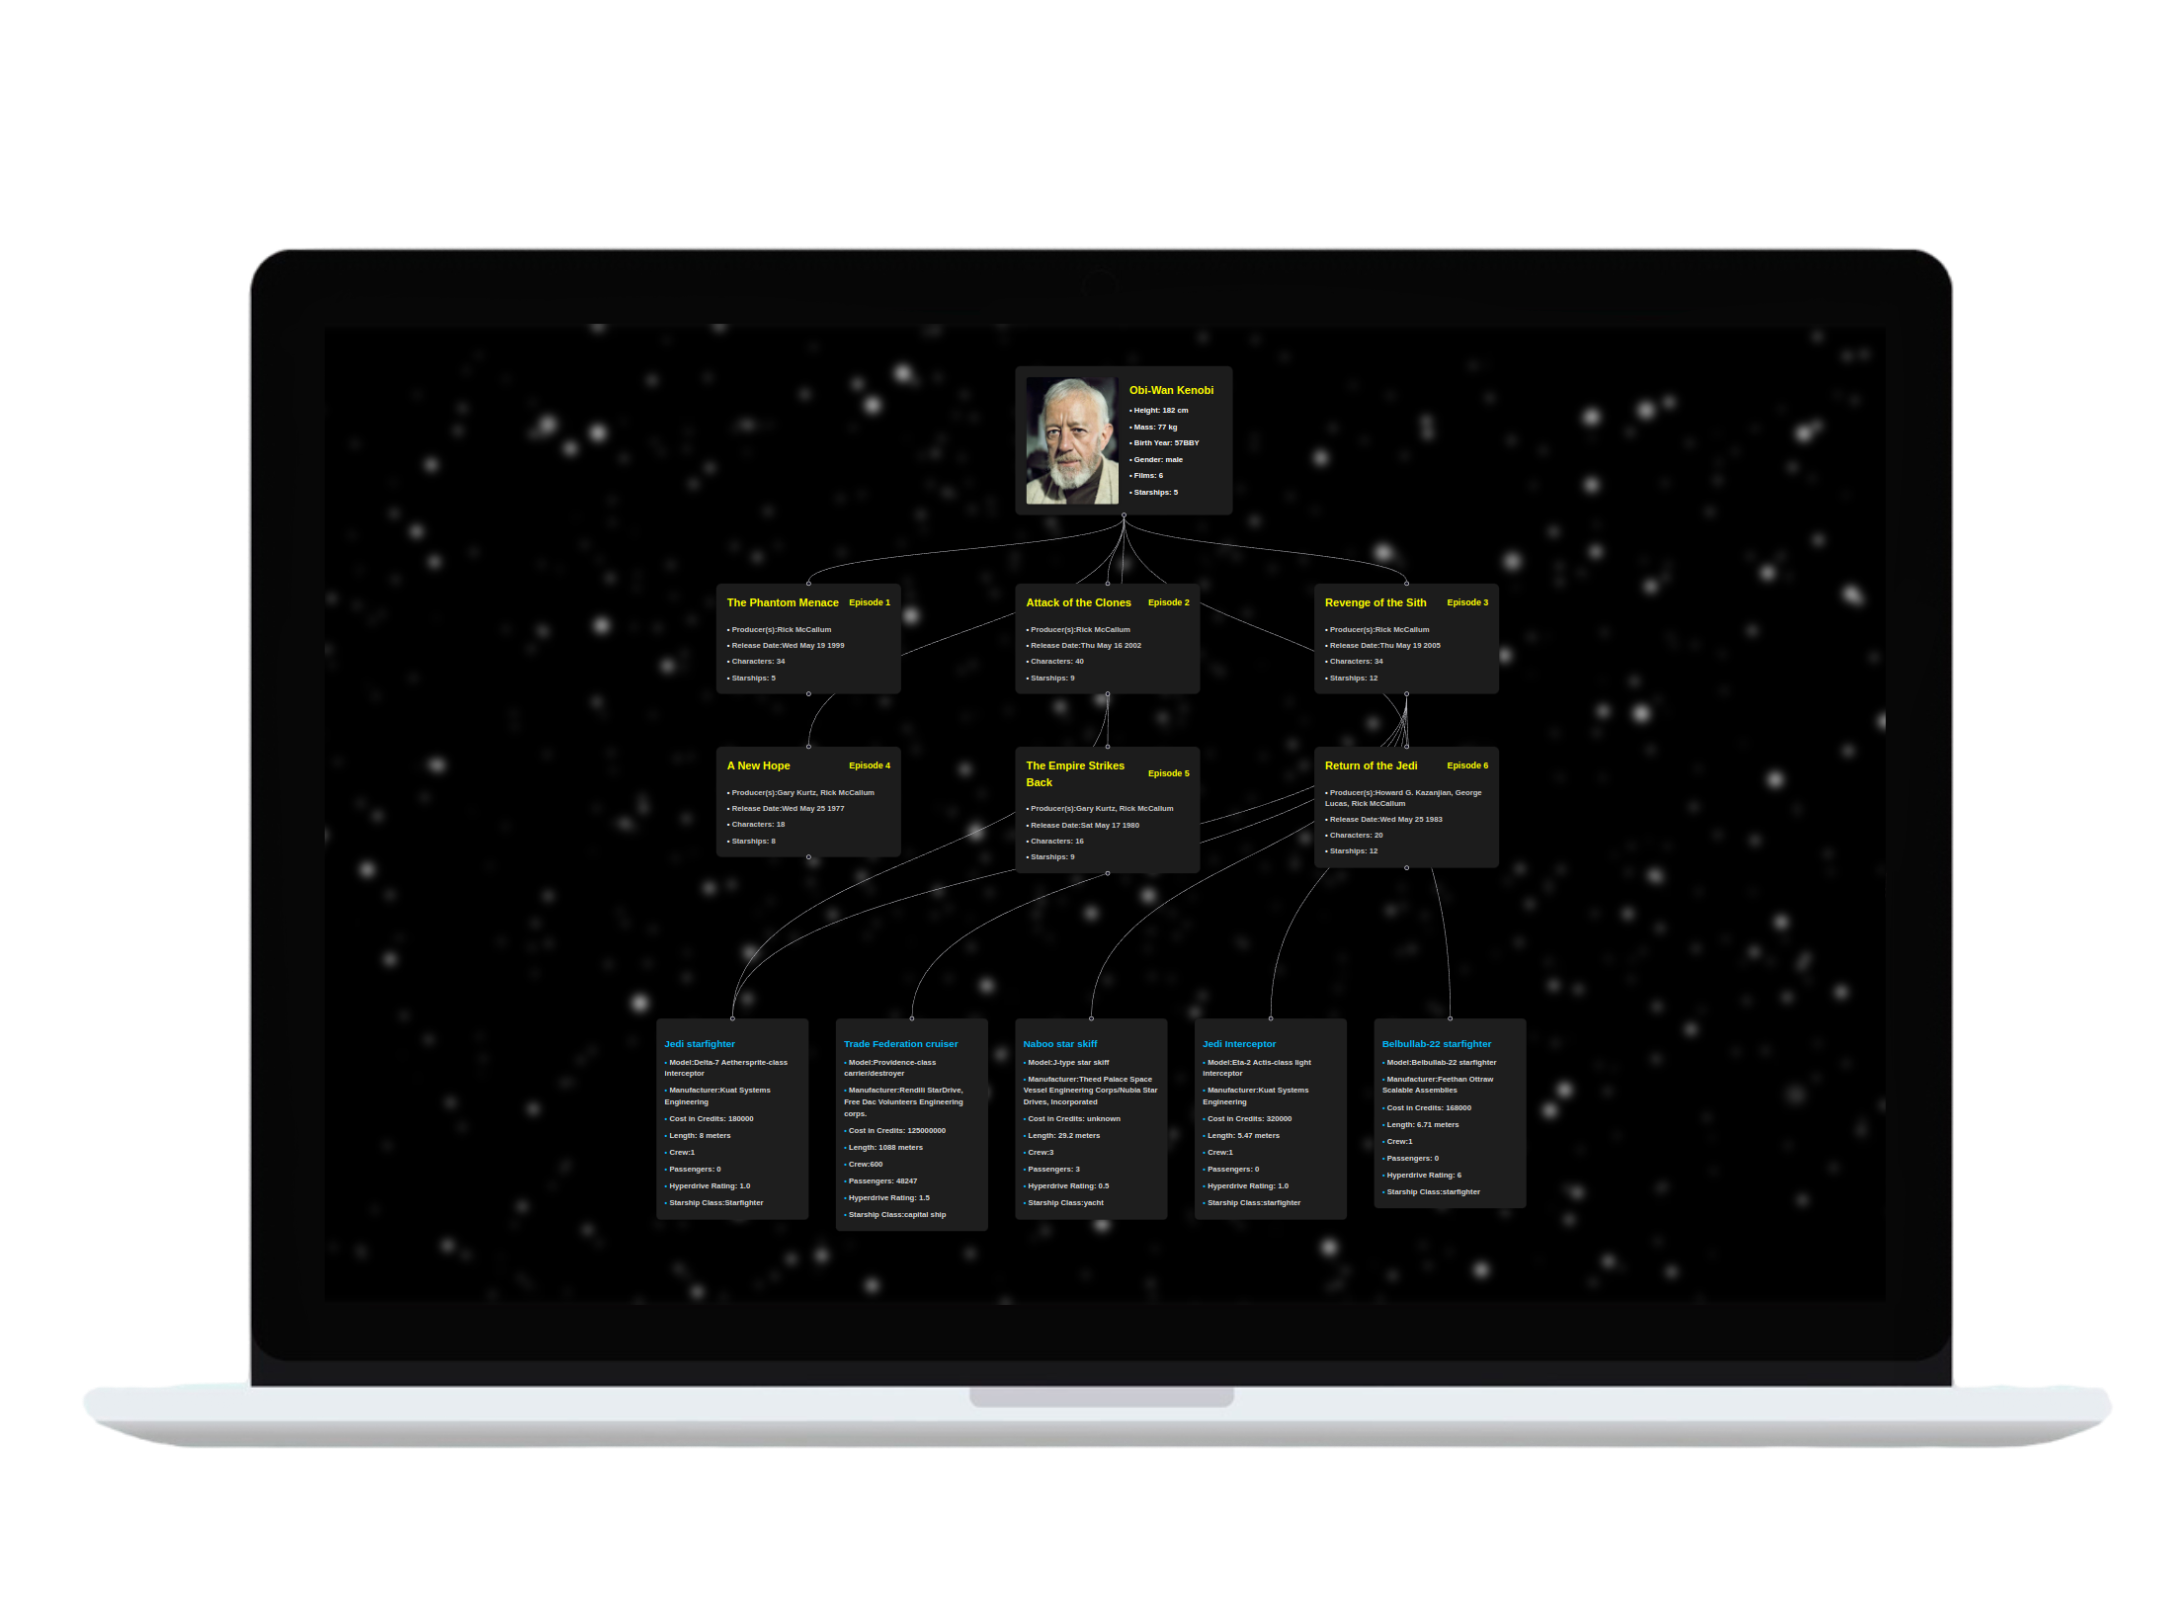 Obi-Wan Kenobi
• Height: 182 cm
• Mass: 77 kg
• Birth Year: 57BBY
• Gender: male
• Films: 6
• Starships: 5
The Phantom Menace Episode 1
• Producer(s):Rick McCallum
• Release Date:Wed May 19 1999
• Characters: 34
• Starships: 5
Attack of the Clones Episode 2
• Producer(s):Rick McCallum
• Release Date:Thu May 16 2002
• Characters: 40
• Starships: 9
Revenge of the Sith Episode 3
• Producer(s):Rick McCallum
• Release Date:Thu May 19 2005
• Characters: 34
• Starships: 12
A New Hope Episode 4
• Producer(s):Gary Kurtz, Rick McCallum
• Release Date:Wed May 25 1977
• Characters: 18
• Starships: 8
The Empire Strikes
Back
Episode 5
• Producer(s):Gary Kurtz, Rick McCallum
• Release Date:Sat May 17 1980
• Characters: 16
• Starships: 9
Return of the Jedi Episode 6
• Producer(s):Howard G. Kazanjian, George
Lucas, Rick McCallum
• Release Date:Wed May 25 1983
• Characters: 20
• Starships: 12
Jedi starfighter
• Model:Delta-7 Aethersprite-class
interceptor
• Manufacturer:Kuat Systems
Engineering
• Cost in Credits: 180000
• Length: 8 meters
• Crew:1
• Passengers: 0
• Hyperdrive Rating: 1.0
• Starship Class:Starfighter
Trade Federation cruiser
• Model:Providence-class
carrier/destroyer
• Manufacturer:Rendili StarDrive,
Free Dac Volunteers Engineering
corps.
• Cost in Credits: 125000000
• Length: 1088 meters
• Crew:600
• Passengers: 48247
• Hyperdrive Rating: 1.5
• Starship Class:capital ship
Naboo star skiff
• Model:J-type star skiff
• Manufacturer:Theed Palace Space
Vessel Engineering Corps/Nubia Star
Drives, Incorporated
• Cost in Credits: unknown
• Length: 29.2 meters
• Crew:3
• Passengers: 3
• Hyperdrive Rating: 0.5
• Starship Class:yacht
Jedi Interceptor
• Model:Eta-2 Actis-class light
interceptor
• Manufacturer:Kuat Systems
Engineering
• Cost in Credits: 320000
• Length: 5.47 meters
• Crew:1
• Passengers: 0
• Hyperdrive Rating: 1.0
• Starship Class:starfighter
Belbullab-22 starfighter
• Model:Belbullab-22 starfighter
• Manufacturer:Feethan Ottraw
Scalable Assemblies
• Cost in Credits: 168000
• Length: 6.71 meters
• Crew:1
• Passengers: 0
• Hyperdrive Rating: 6
• Starship Class:starfighter